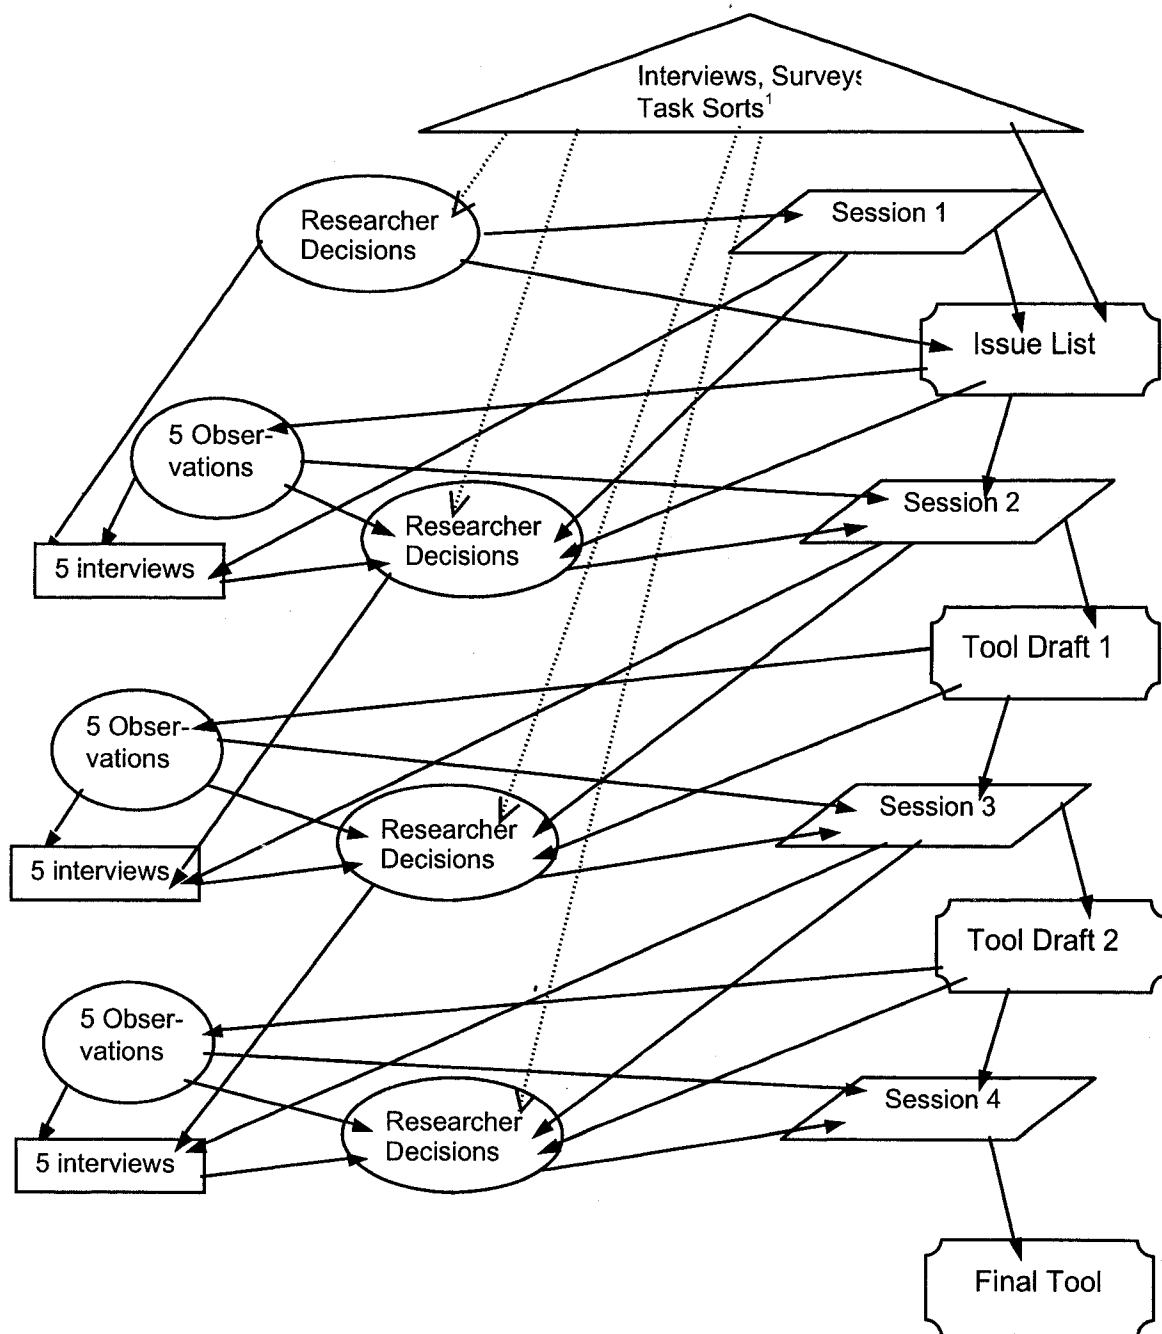 Interviews, Surveys
Task Sorts¹
Researcher
Decisions
Session 1
Issue List
5 Obser-
vations
Session 2
Researcher
Decisions
5 interviews
Tool Draft 1
5 Obser-
vations
Session 3
Researcher
Decisions
5 interviews
Tool Draft 2
5 Obser-
vations
Session 4
Researcher
Decisions
5 interviews
Final Tool